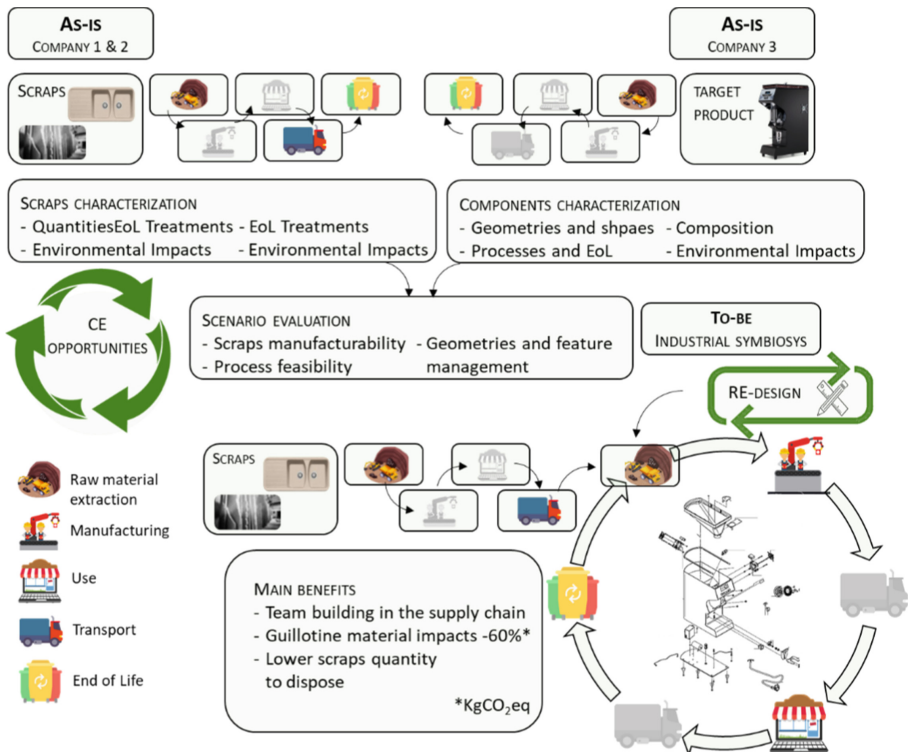 AS-IS
COMPANY 1 & 2
AS-IS
COMPANY 3
SCRAPS
TARGET
PRODUCT
SCRAPS CHARACTERIZATION
- QuantitiesEoL Treatments - EoL Treatments
- Environmental Impacts - Environmental Impacts
COMPONENTS CHARACTERIZATION
- Geometries and shpaes - Composition
- Processes and EoL - Environmental Impacts
CE
OPPORTUNITIES
SCENARIO EVALUATION
- Scraps manufacturability - Geometries and feature
- Process feasibility management
TO-BE
INDUSTRIAL SYMBIOSYS
RE-DESIGN
SCRAPS
Raw material
extraction
Manufacturing
Use
Transport
End of Life
MAIN BENEFITS
- Team building in the supply chain
- Guillotine material impacts -60%*
- Lower scraps quantity
to dispose
*KgCO₂eq